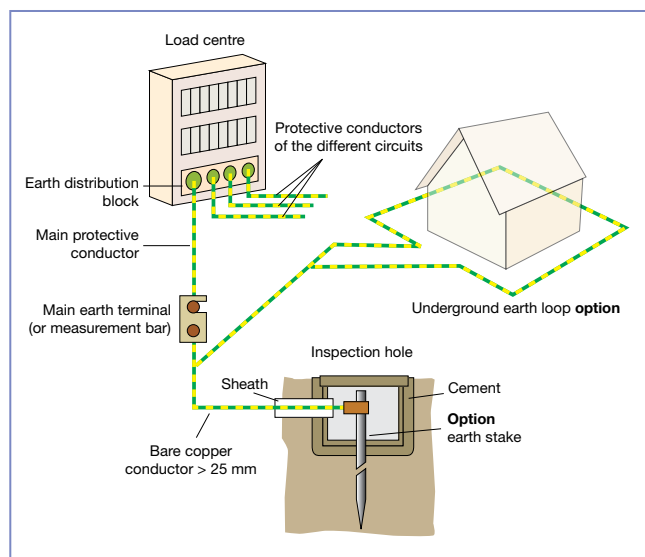 Load centre
Protective conductors
of the different circuits
Earth distribution
block
Main protective
conductor
Main earth terminal
(or measurement bar)
Underground earth loop option
Inspection hole
Sheath
Cement
Option
earth stake
Bare copper
conductor > 25 mm